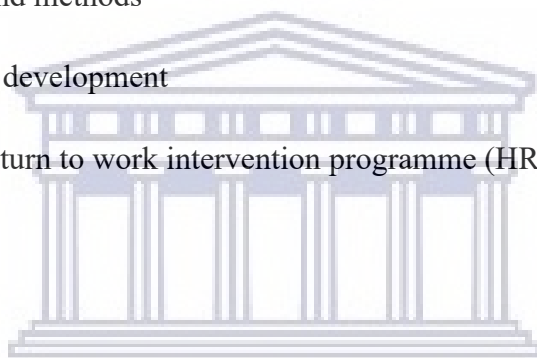 nd methods
development
turn to work intervention programme (HR